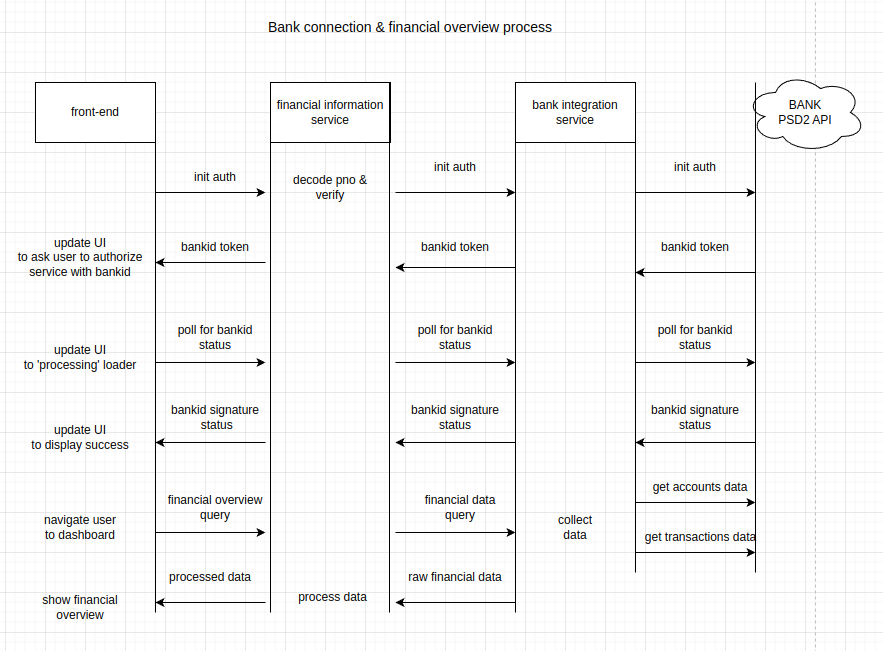 Bank connection & financial overview process
front-end
financial information
service
bank integration
service
BANK
PSD2 API
init auth
decode pno &
verify
init auth
init auth
update UI
to ask user to authorize
service with bankid
bankid token
bankid token
bankid token
update UI
to 'processing' loader
poll for bankid
status
poll for bankid
status
poll for bankid
status
update UI
to display success
bankid signature
status
bankid signature
status
bankid signature
status
navigate user
to dashboard
financial overview
query
financial data
query
collect
data
get accounts data
get transactions data
show financial
overview
processed data
process data
raw financial data